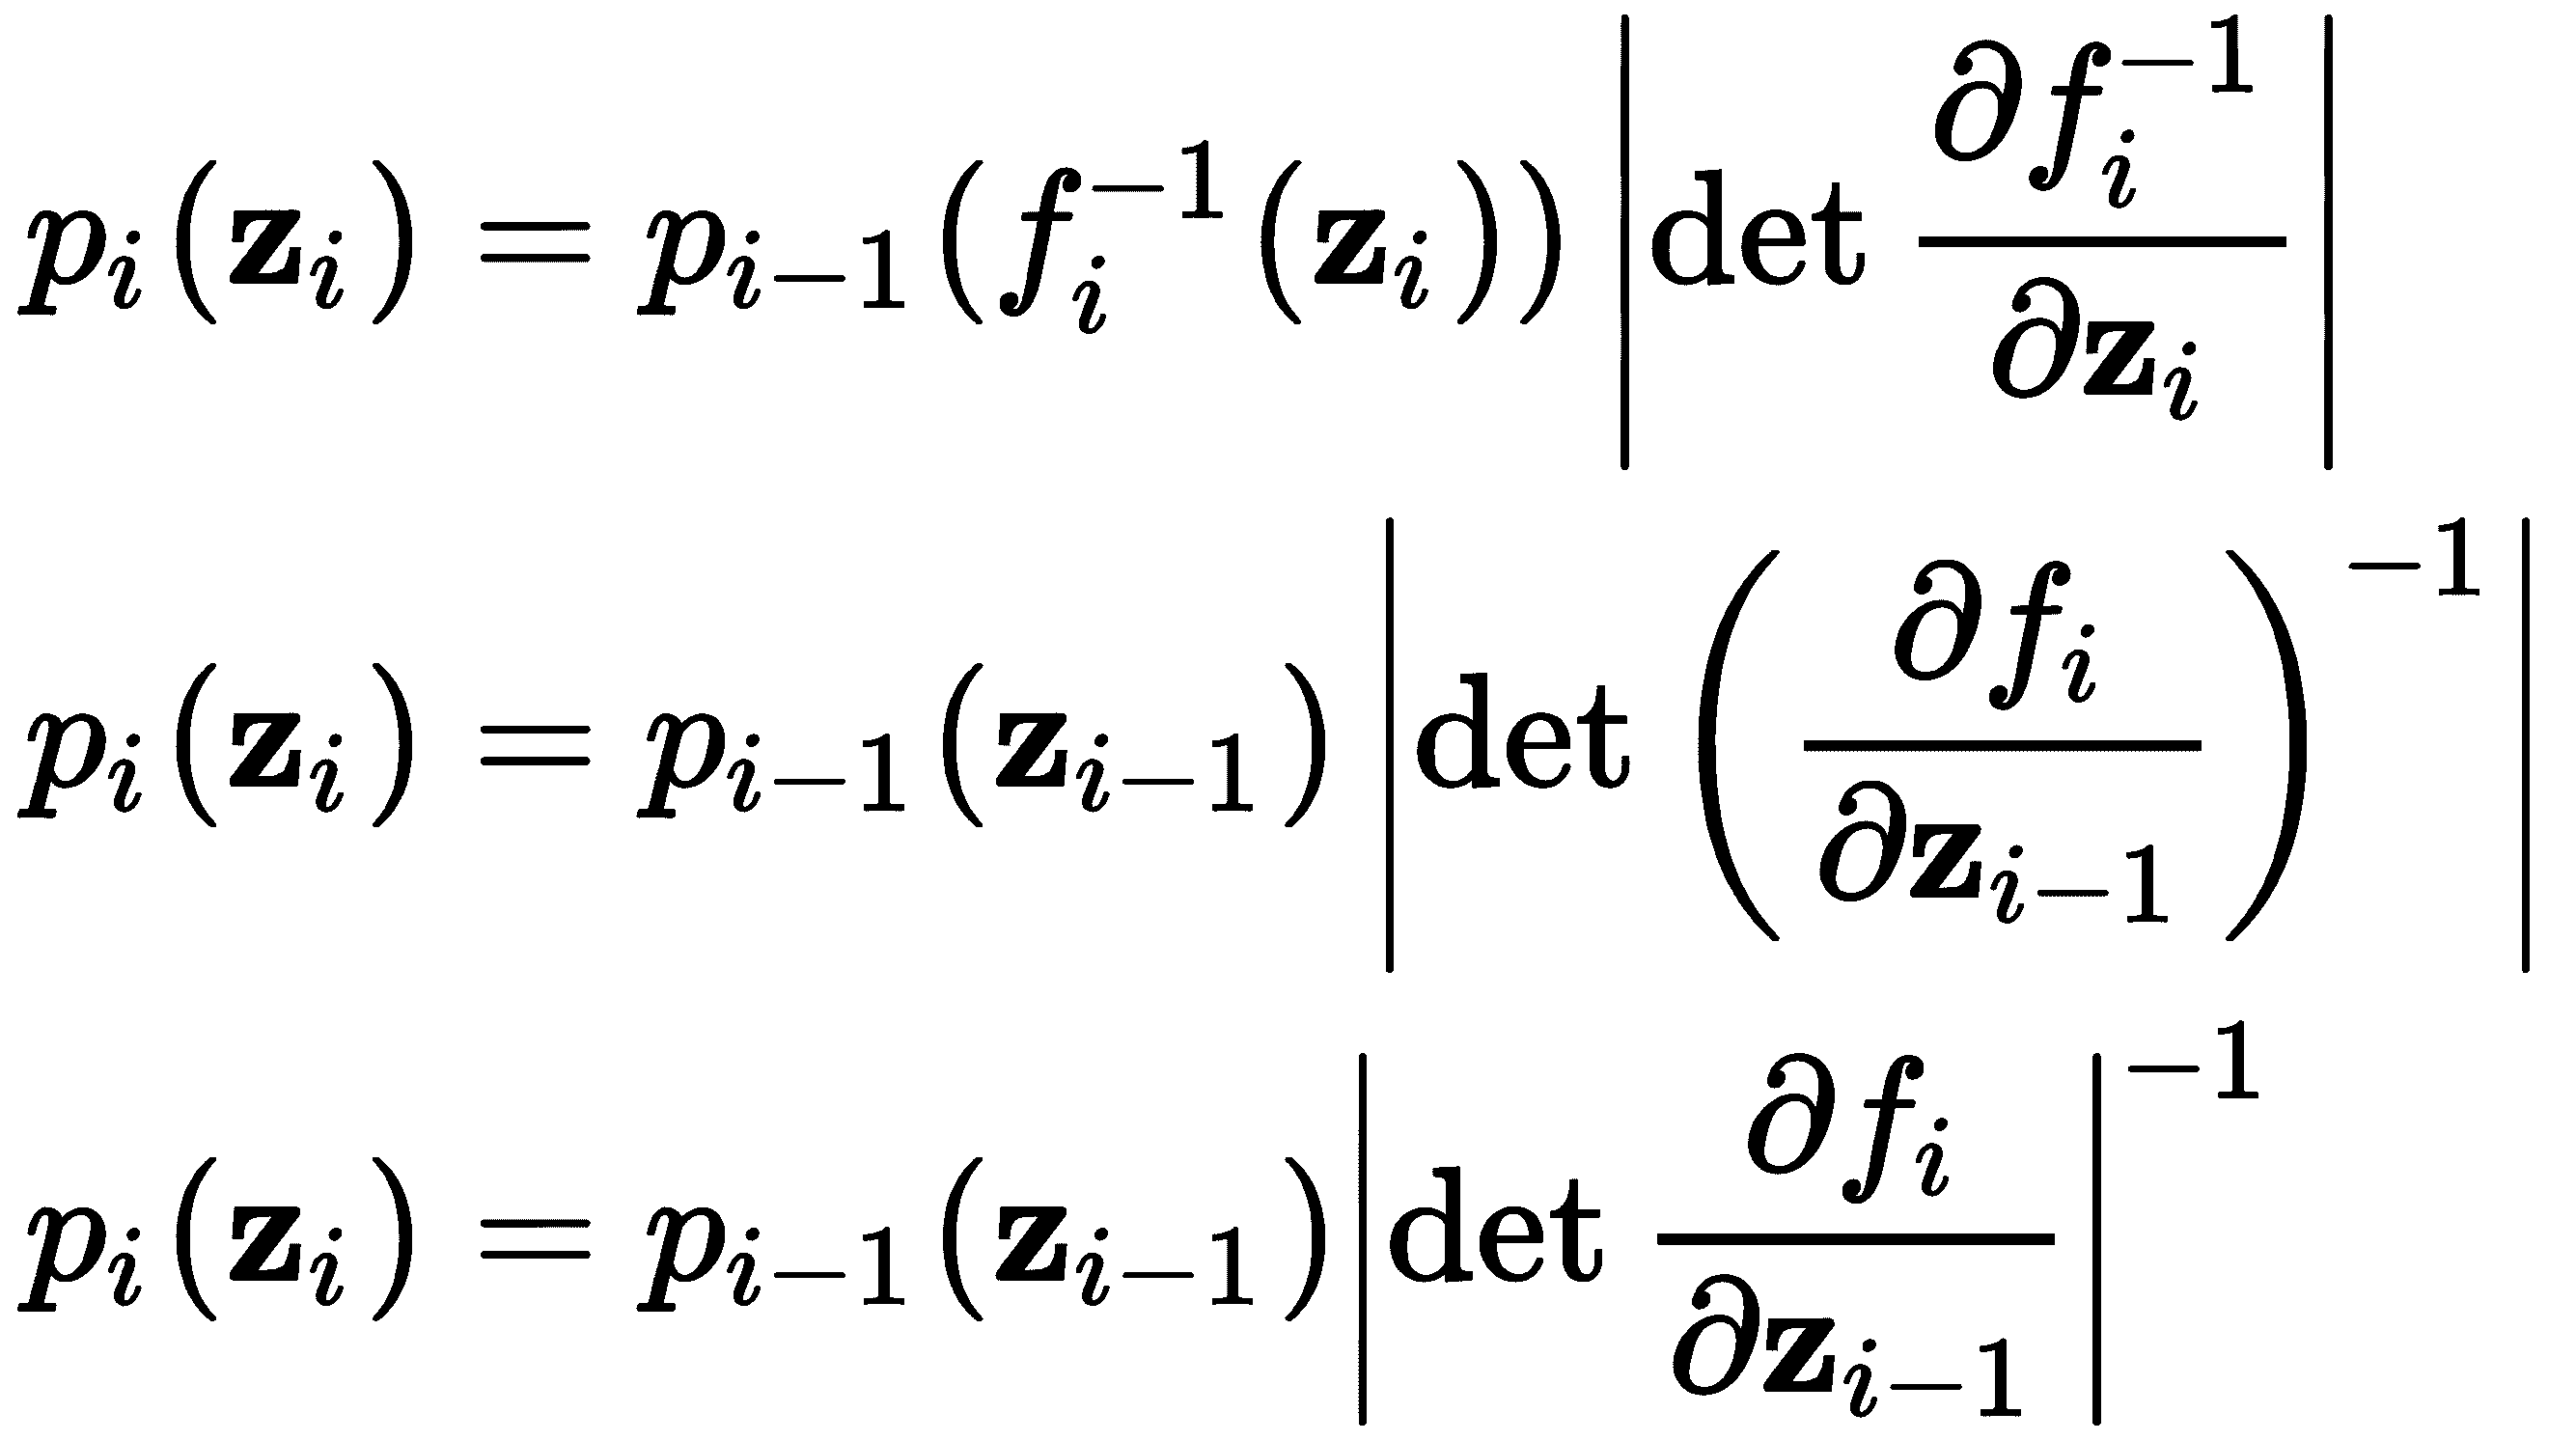 $p_i(\mathbf{z}_i) = p_{i-1}(f_i^{-1}(\mathbf{z}_i)) \left| \det \frac{\partial f_i^{-1}}{\partial \mathbf{z}_i} \right|$
$p_i(\mathbf{z}_i) = p_{i-1}(\mathbf{z}_{i-1}) \left| \det \left( \frac{\partial f_i}{\partial \mathbf{z}_{i-1}} \right)^{-1} \right|$
$p_i(\mathbf{z}_i) = p_{i-1}(\mathbf{z}_{i-1}) \left| \det \frac{\partial f_i}{\partial \mathbf{z}_{i-1}} \right|^{-1}$